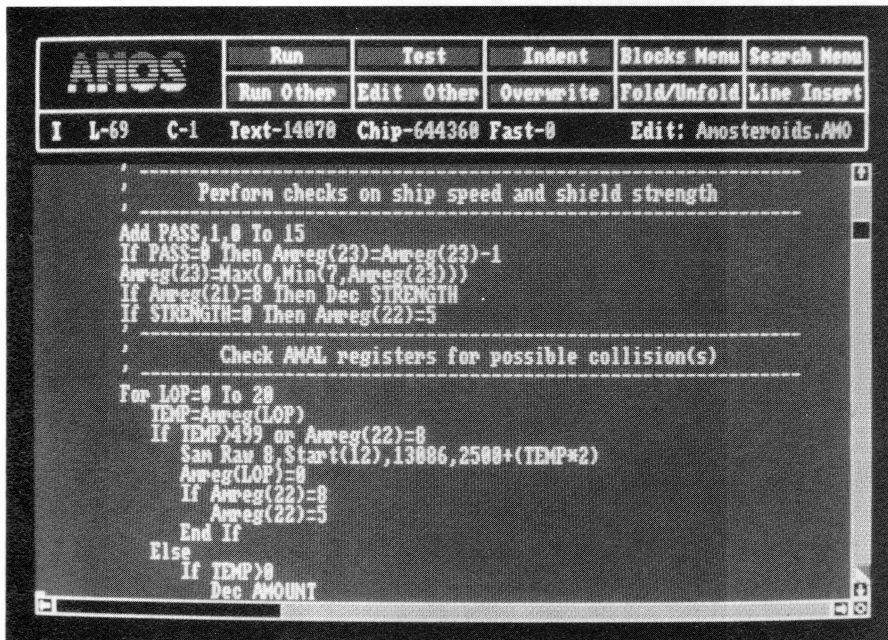 AMOS
Run Test Indent Blocks Menu Search Menu
Run Other Edit Other Overwrite Fold/Unfold Line Insert
I L-69 C-1 Text-14070 Chip-644360 Fast-0 Edit: Amosteroids.AMO
' ----------------------------------------
' Perform checks on ship speed and shield strength
' ----------------------------------------
Add PASS,1,0 To 15
If PASS=0 Then Amreg(23)=Amreg(23)-1
Amreg(23)=Max(0,Min(7,Amreg(23)))
If Amreg(21)=8 Then Dec STRENGTH
If STRENGTH=0 Then Amreg(22)=5
' ----------------------------------------
' Check AMAL registers for possible collision(s)
' ----------------------------------------
For LOP=0 To 20
TEMP=Amreg(LOP)
If TEMP>499 or Amreg(22)=8
Sam Raw 8,Start(12),13086,2500+(TEMP*2)
Amreg(LOP)=0
If Amreg(22)=8
Amreg(22)=5
End If
Else
If TEMP>0
Dec AMOUNT